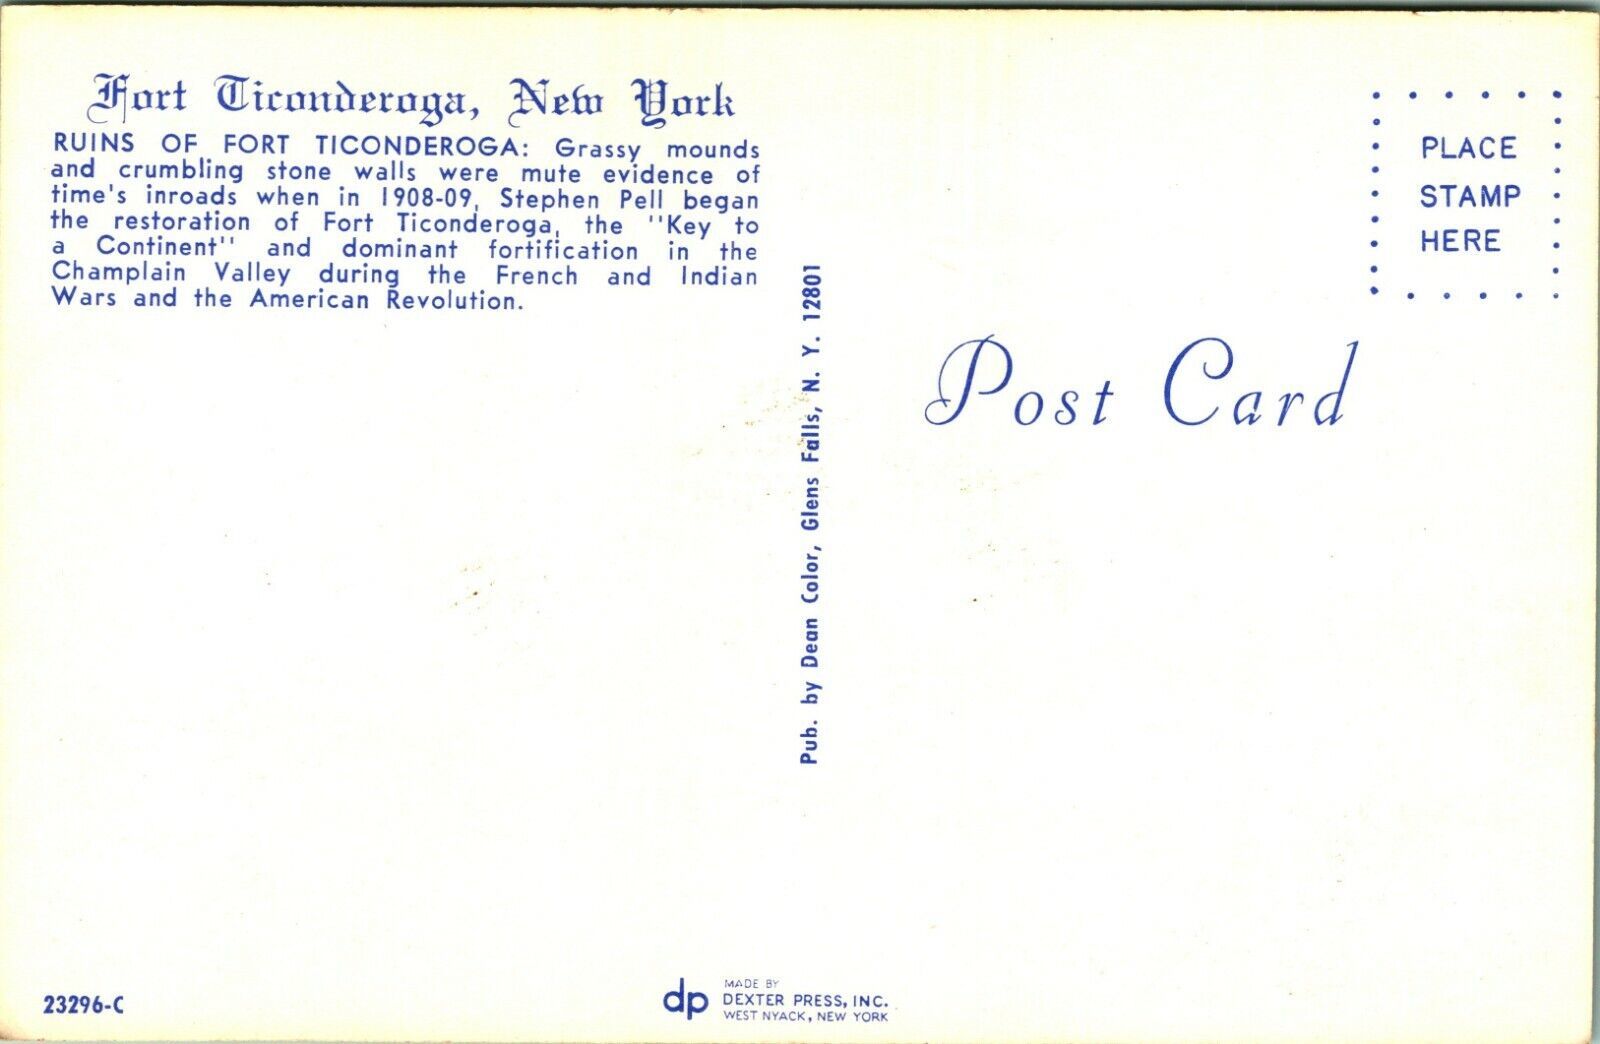 Fort Ticonderoga, New York
RUINS OF FORT TICONDEROGA: Grassy mounds
and crumbling stone walls were mute evidence of
time's inroads when in 1908-09, Stephen Pell began
the restoration of Fort Ticonderoga, the "Key to
a Continent" and dominant fortification in the
Champlain Valley during the French and Indian
Wars and the American Revolution.
Pub. by Dean Color, Glens Falls, N. Y. 12801
PLACE
STAMP
HERE
Post Card
23296-C
dp
MADE BY
DEXTER PRESS, INC.
WEST NYACK, NEW YORK